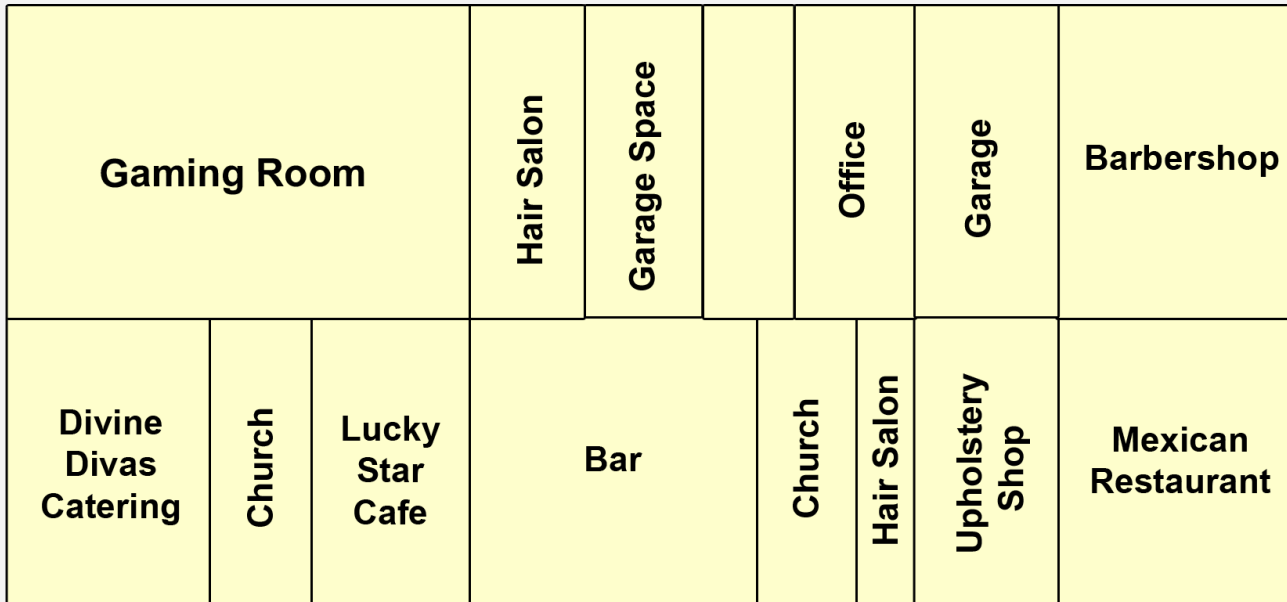 Gaming Room
Hair Salon
Garage Space
Office
Garage
Barbershop
Divine
Divas
Catering
Church
Lucky
Star
Cafe
Bar
Church
Hair Salon
Upholstery
Shop
Mexican
Restaurant